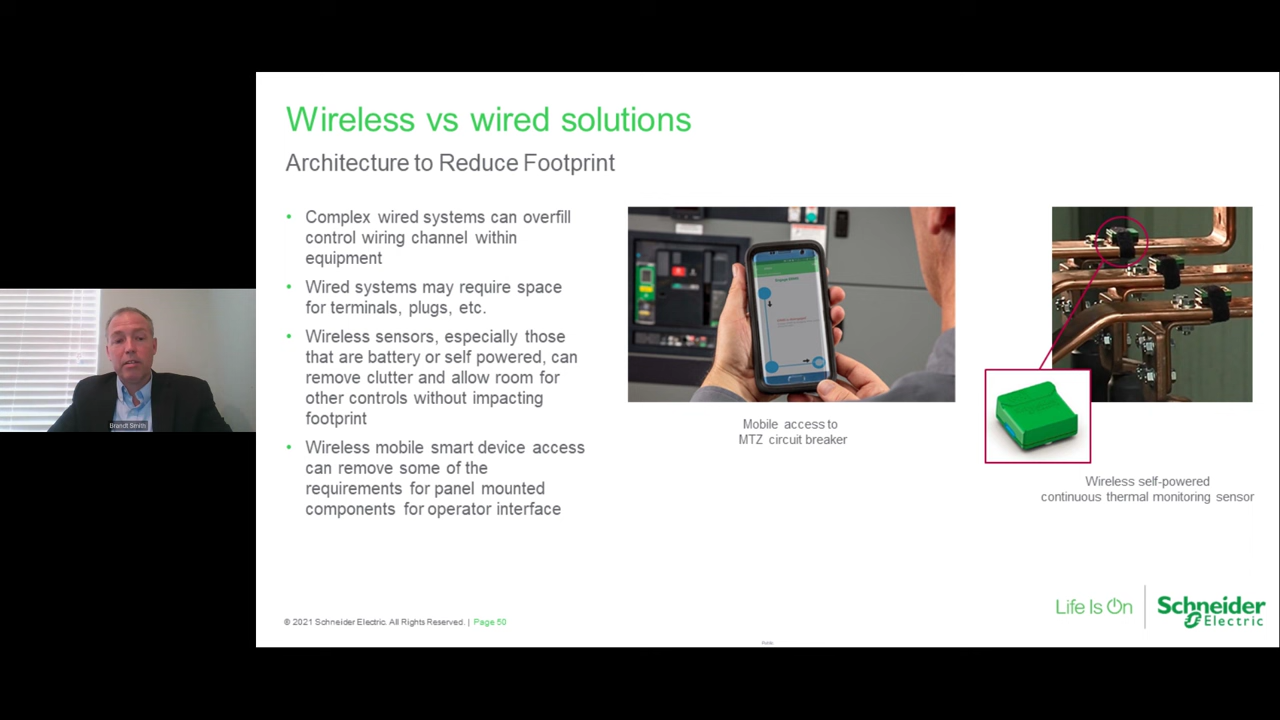 Wireless vs wired solutions
Architecture to Reduce Footprint
• Complex wired systems can overfill
control wiring channel within
equipment
• Wired systems may require space
for terminals, plugs, etc.
• Wireless sensors, especially those
that are battery or self powered, can
remove clutter and allow room for
other controls without impacting
footprint
• Wireless mobile smart device access
can remove some of the
requirements for panel mounted
components for operator interface
Mobile access to
MTZ circuit breaker
Wireless self-powered
continuous thermal monitoring sensor
Brandt Smith
Life Is On
Schneider
Electric
© 2021 Schneider Electric. All Rights Reserved. | Page 50